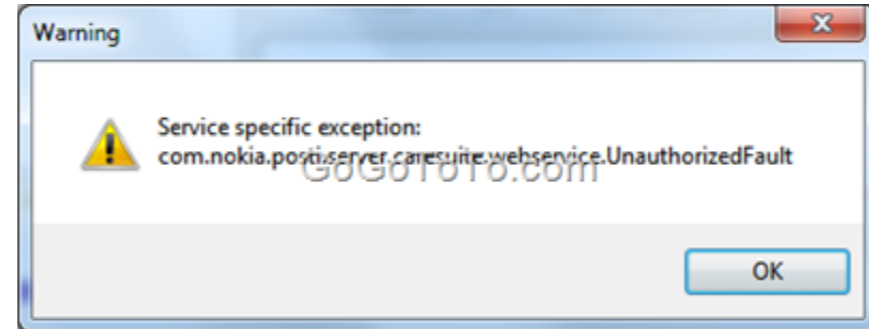 Warning
Service specific exception:
com.nokia.posti.server.caresuite.webservice.UnauthorizedFault
GoGoToTo.com
OK